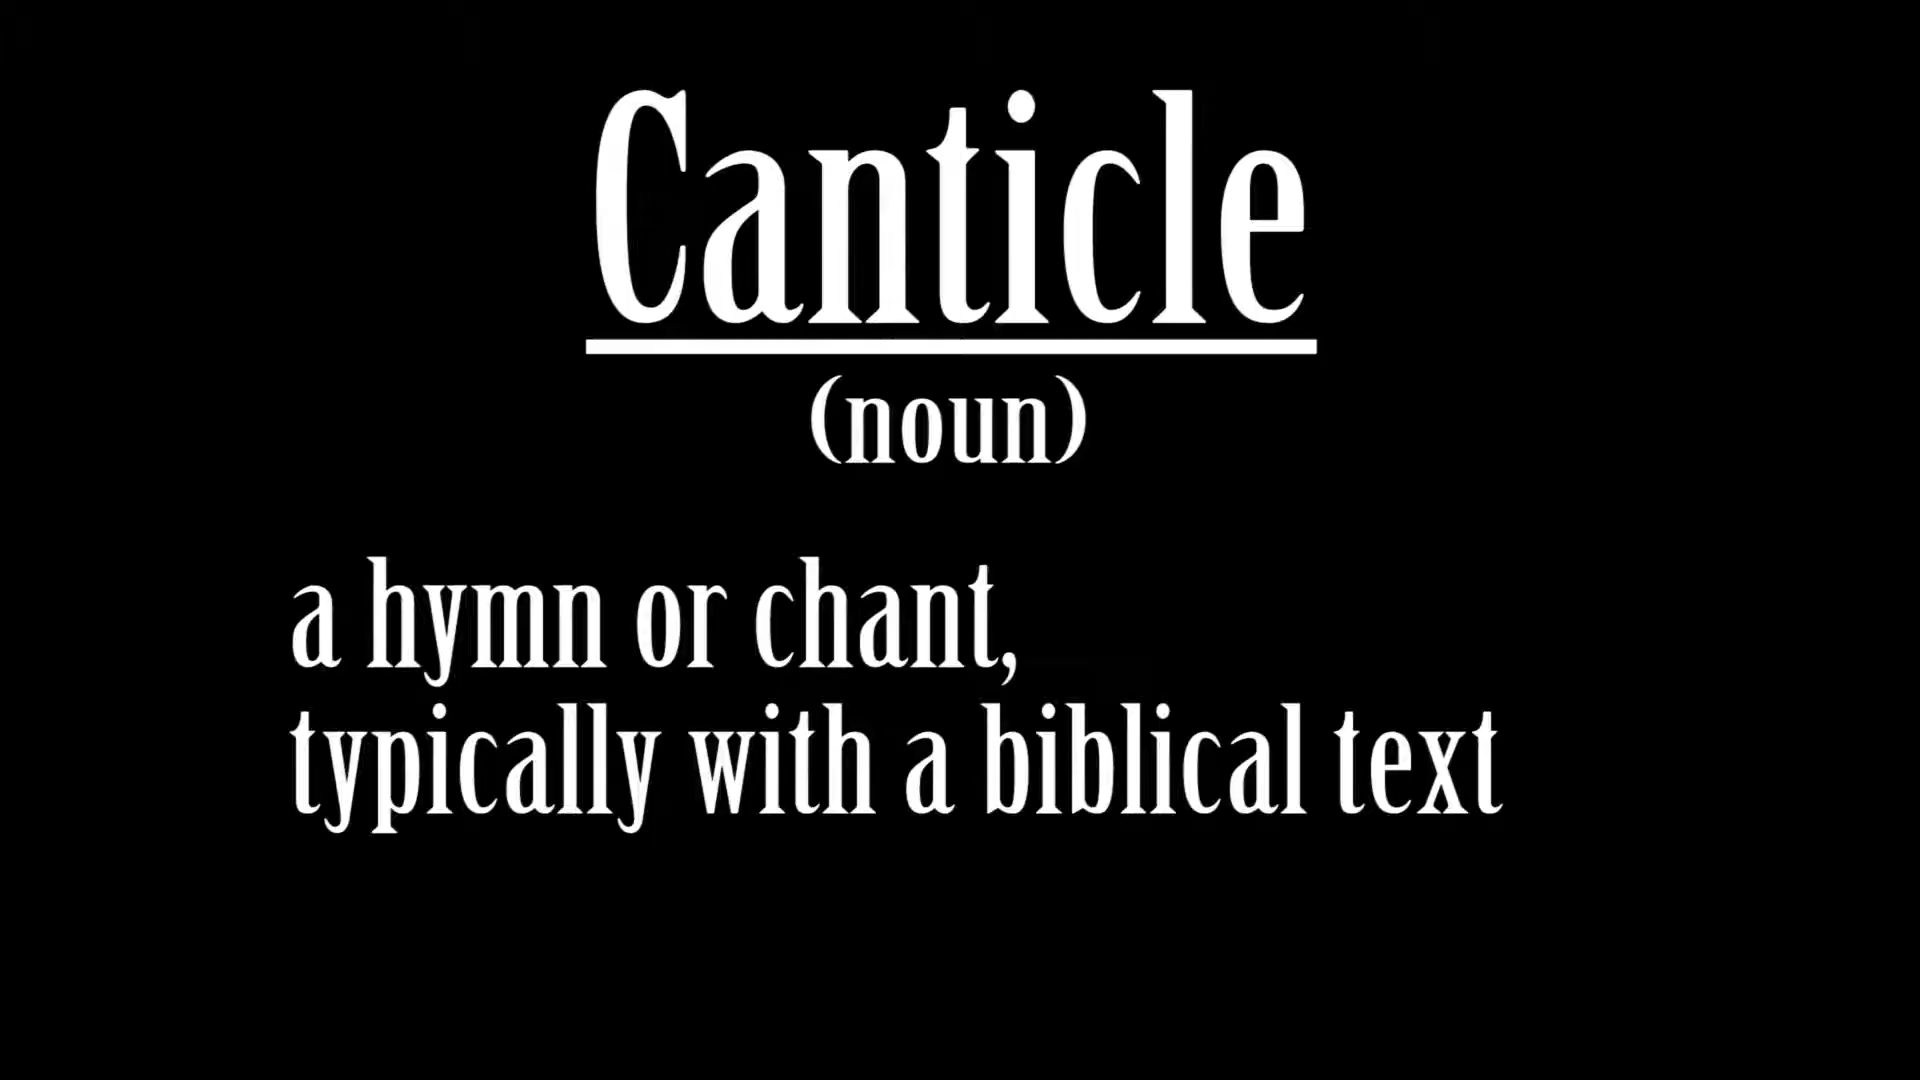 Canticle
(noun)
a hymn or chant,
typically with a biblical text